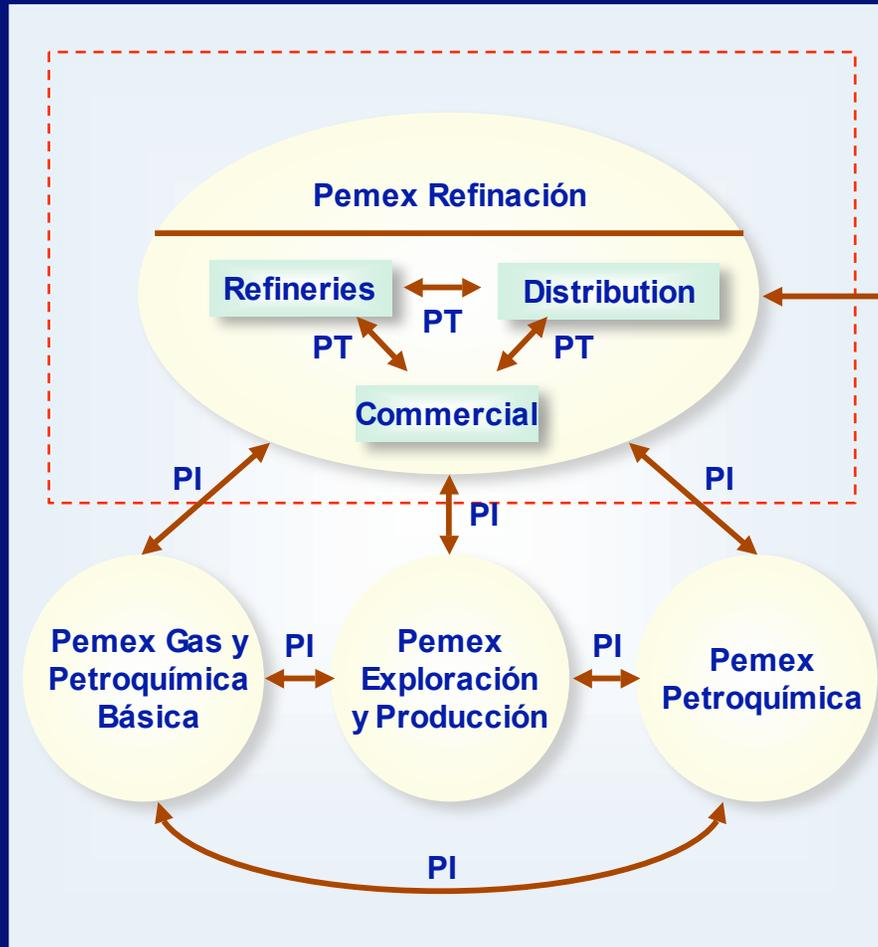 Pemex Refinación
Refineries
Distribution
PT
PT
PT
Commercial
PI
PI
PI
Pemex Gas y
Petroquímica
Básica
PI
Pemex
Exploración
y Producción
PI
Pemex
Petroquímica
PI